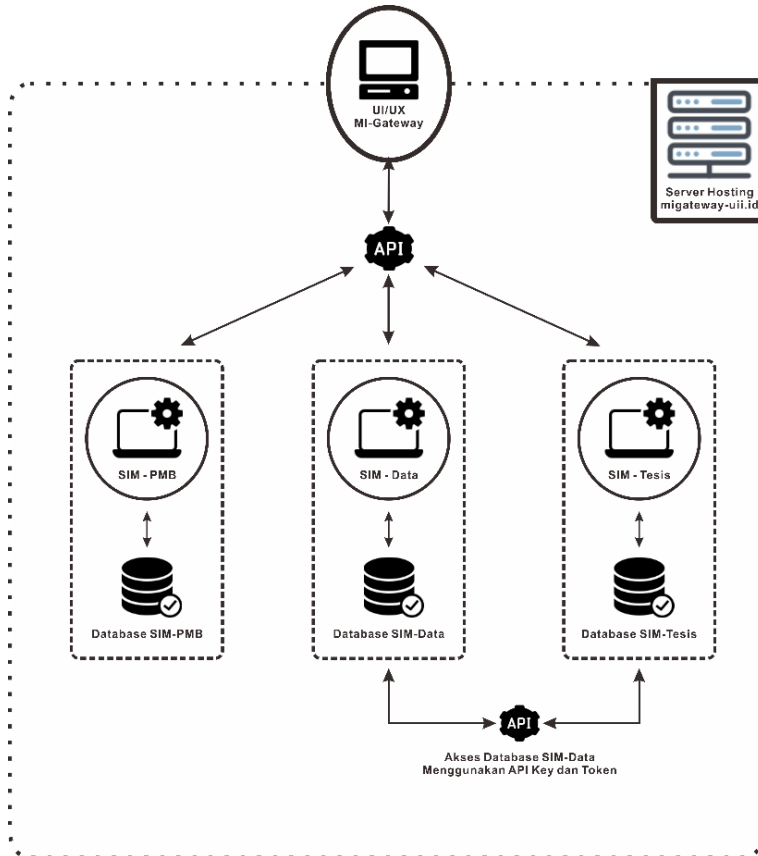 UI/UX
MI-Gateway
Server Hosting
migateway-uii.id
API
SIM - PMB
SIM - Data
SIM - Tesis
Database SIM-PMB
Database SIM-Data
Database SIM-Tesis
API
Akses Database SIM-Data
Menggunakan API Key dan Token